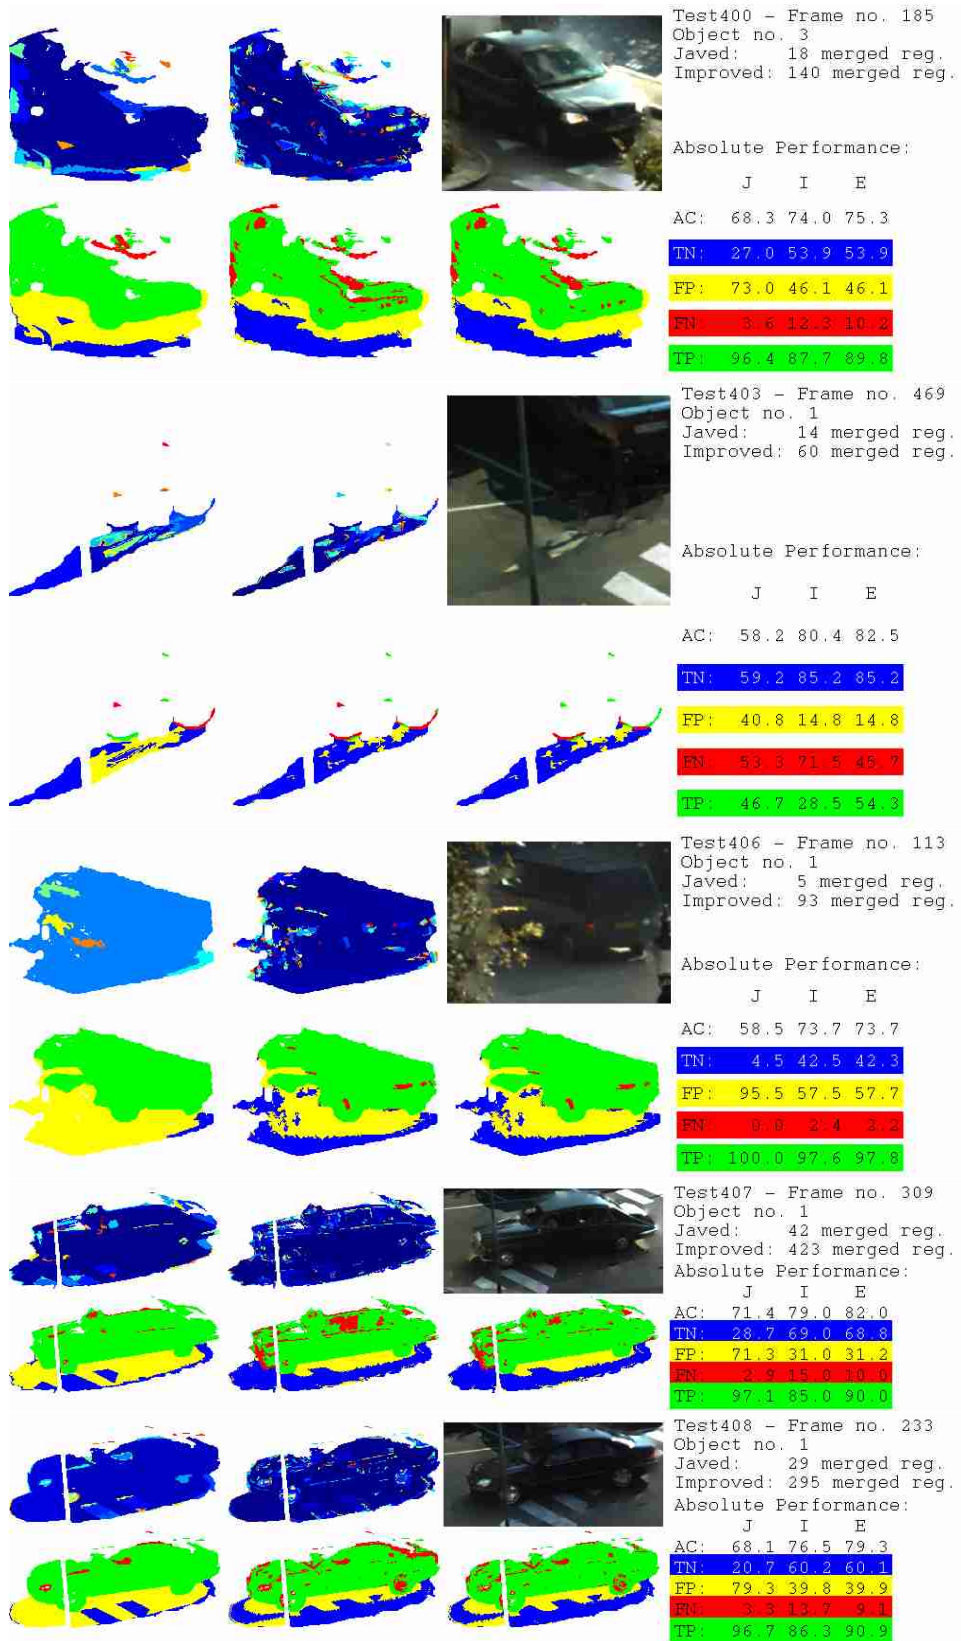 Test400 – Frame no. 185
Object no. 3
Javed: 18 merged reg.
Improved: 140 merged reg.
Absolute Performance:
J I E
AC: 68.3 74.0 75.3
TN: 27.0 53.9 53.9
FP: 73.0 46.1 46.1
FN: 3.6 12.3 10.2
TP: 96.4 87.7 89.8
Test403 – Frame no. 469
Object no. 1
Javed: 14 merged reg.
Improved: 60 merged reg.
Absolute Performance:
J I E
AC: 58.2 80.4 82.5
TN: 59.2 85.2 85.2
FP: 40.8 14.8 14.8
FN: 53.3 71.5 45.7
TP: 46.7 28.5 54.3
Test406 – Frame no. 113
Object no. 1
Javed: 5 merged reg.
Improved: 93 merged reg.
Absolute Performance:
J I E
AC: 58.5 73.7 73.7
TN: 4.5 42.5 42.3
FP: 95.5 57.5 57.7
FN: 0.0 2.4 2.2
TP: 100.0 97.6 97.8
Test407 – Frame no. 309
Object no. 1
Javed: 42 merged reg.
Improved: 423 merged reg.
Absolute Performance:
J I E
AC: 71.4 79.0 82.0
TN: 28.7 69.0 68.8
FP: 71.3 31.0 31.2
FN: 2.9 15.0 10.0
TP: 97.1 85.0 90.0
Test408 – Frame no. 233
Object no. 1
Javed: 29 merged reg.
Improved: 295 merged reg.
Absolute Performance:
J I E
AC: 68.1 76.5 79.3
TN: 20.7 60.2 60.1
FP: 79.3 39.8 39.9
FN: 3.3 13.7 9.1
TP: 96.7 86.3 90.9